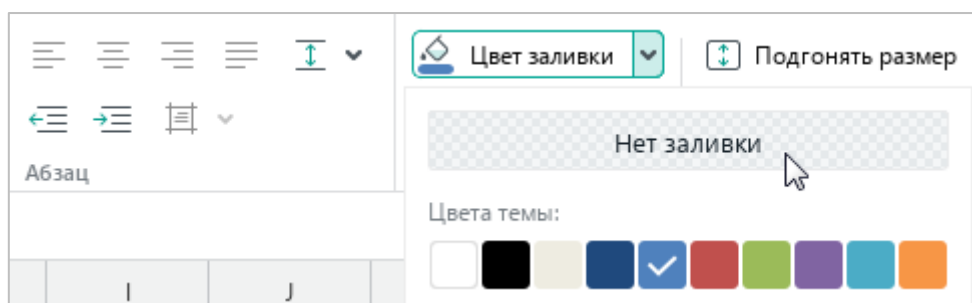 Цвет заливки
Подгонять размер
Абзац
Нет заливки
Цвета темы:
I
J